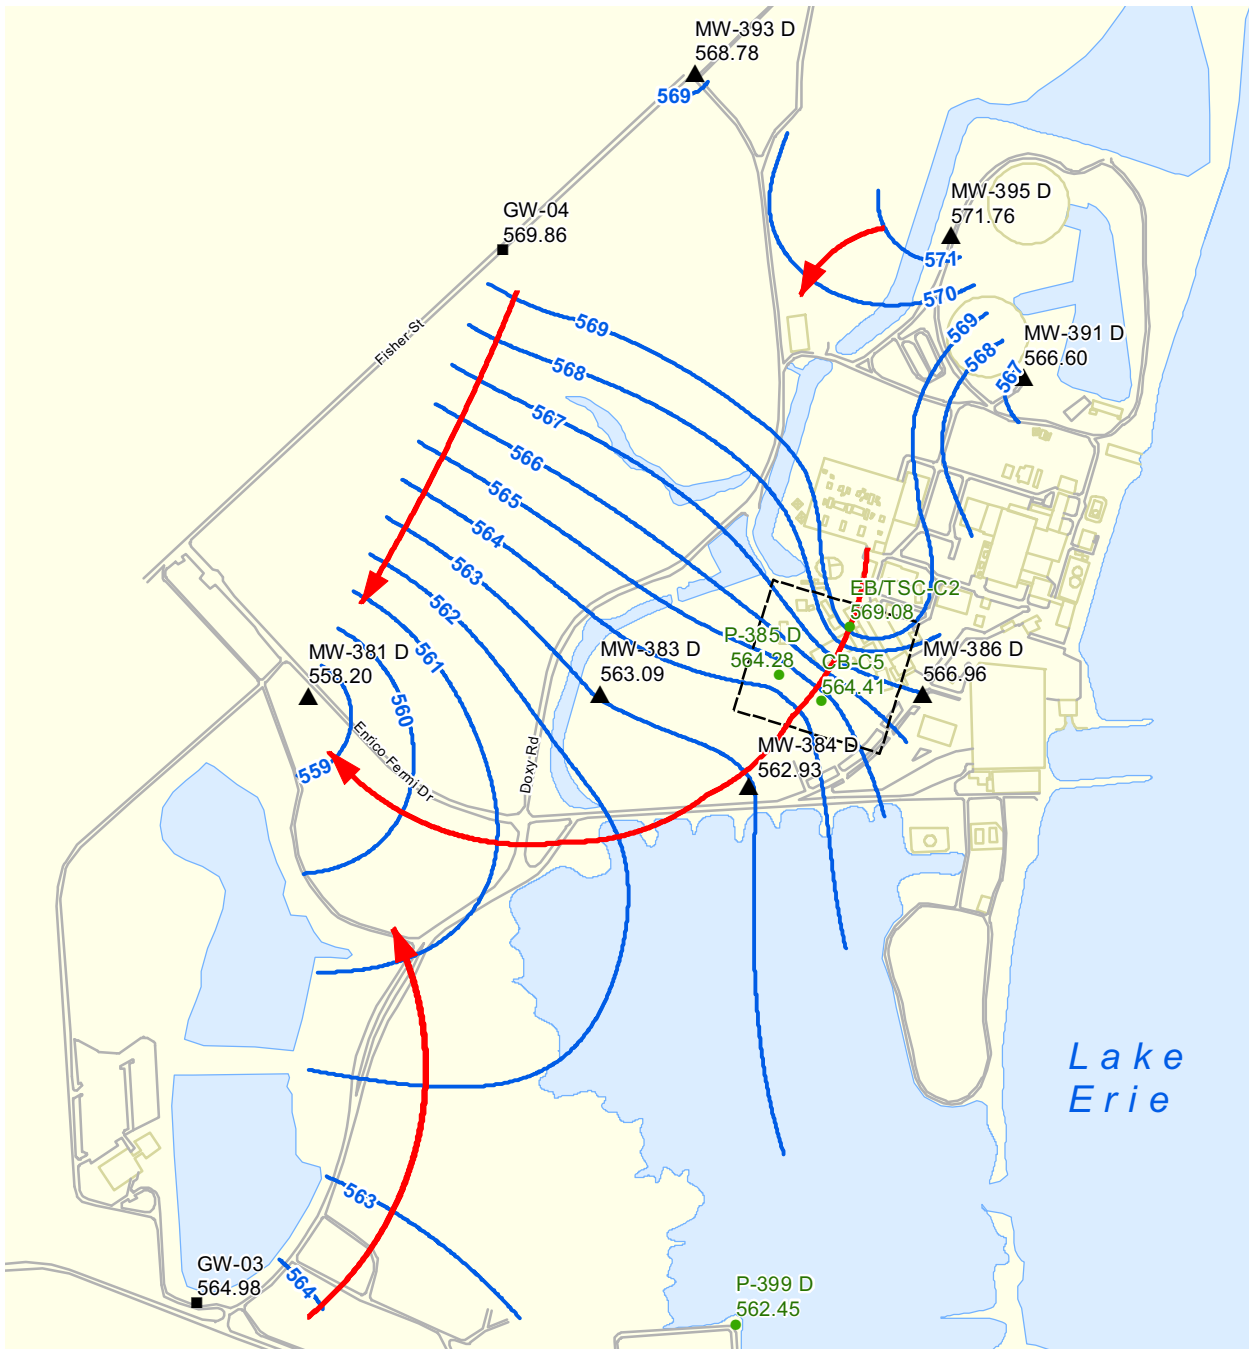 MW-393 D
568.78
569
MW-395 D
571.76
GW-04
569.86
571
570
569
569
MW-391 D
566.60
Fisher St
568
568
567
567
566
565
564
563
EB/TSC-C2
569.08
562
P-385 D
564.28
MW-381 D
558.20
561
MW-383 D
563.09
CB-C5
564.41
MW-386 D
566.96
560
Enrico Fermi Dr
Doxy Rd
MW-384 D
562.93
559
Lake
Erie
563
GW-03
564.98
564
P-399 D
562.45